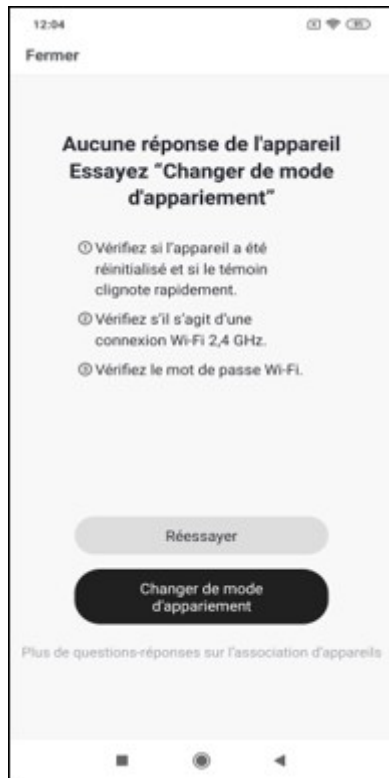 12:04
Fermer
Aucune réponse de l'appareil
Essayez “Changer de mode
d'appariement”
① Vérifiez si l'appareil a été
réinitialisé et si le témoin
clignote rapidement.
② Vérifiez s'il s'agit d'une
connexion Wi-Fi 2,4 GHz.
③ Vérifiez le mot de passe Wi-Fi.
Réessayer
Changer de mode
d'appariement
Plus de questions-réponses sur l'association d'appareils